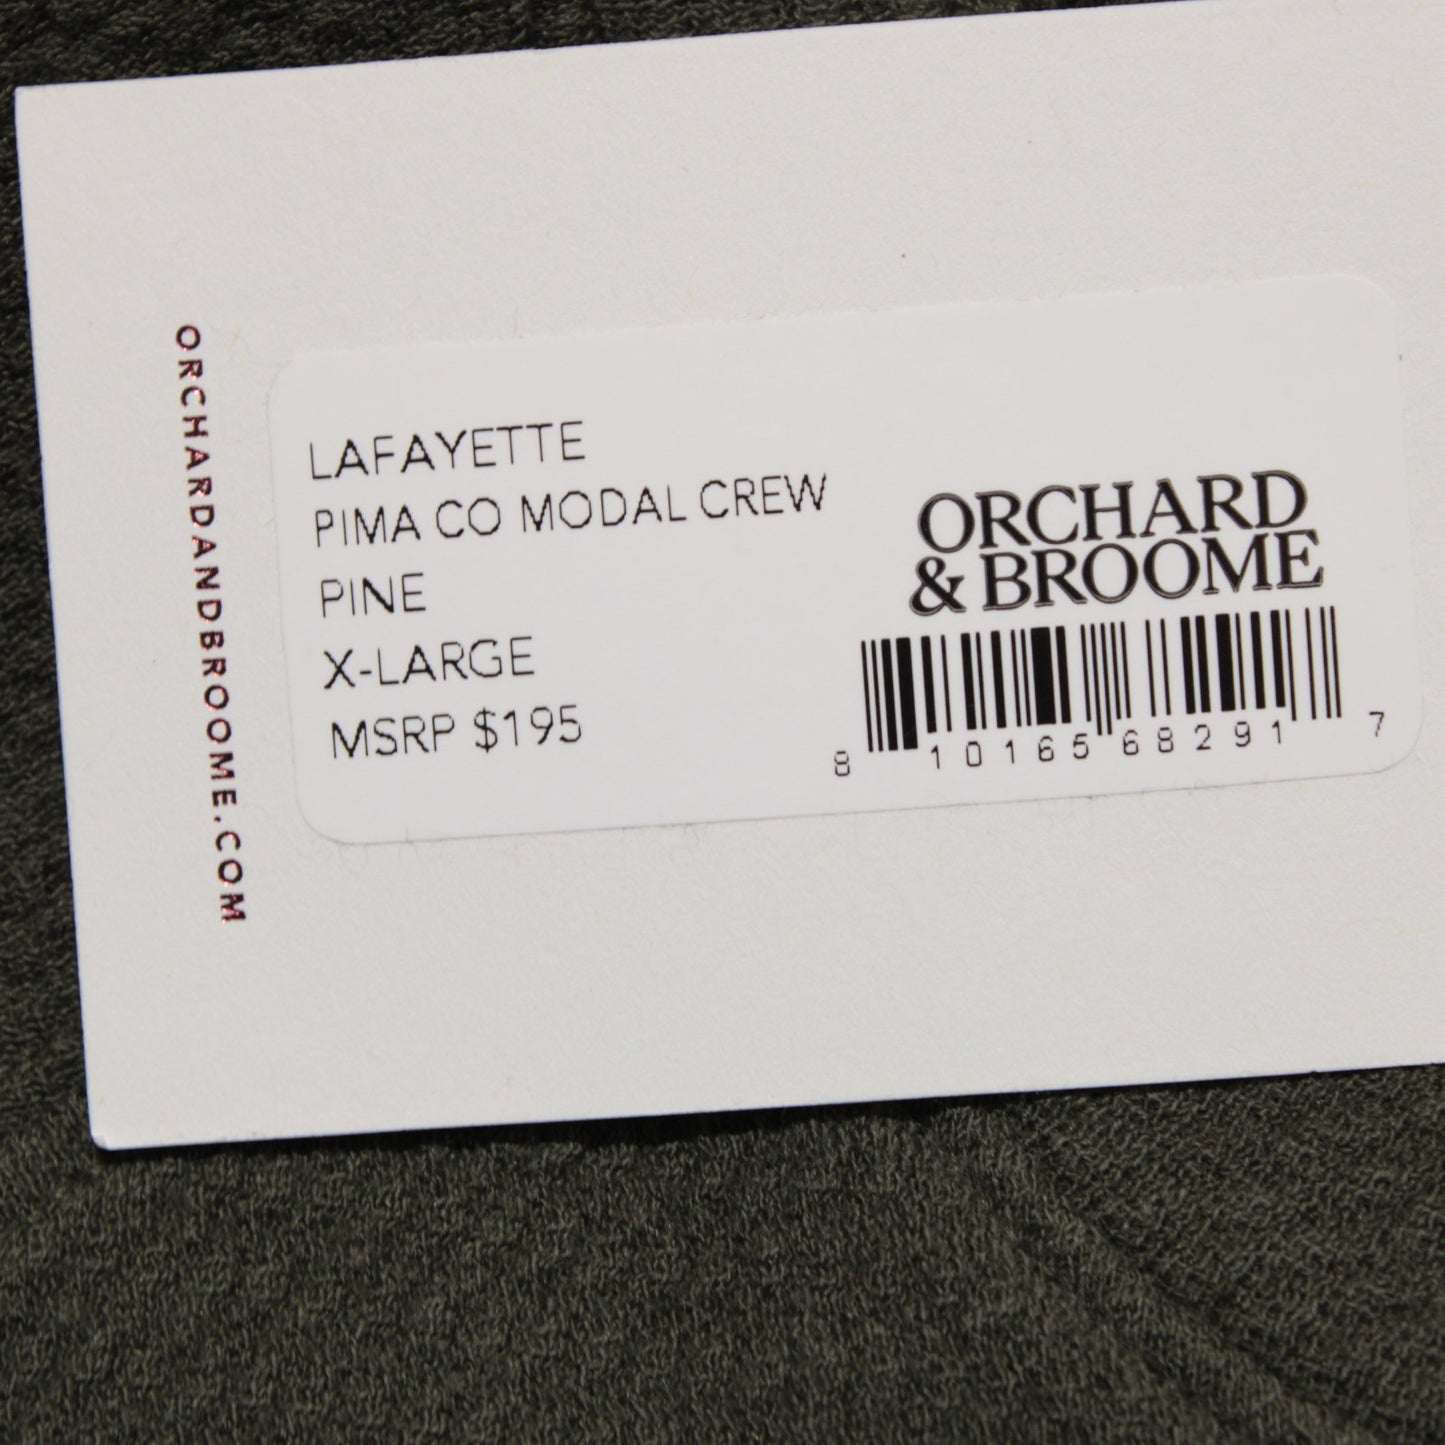 ORCHARDANDBROOME.COM
LAFAYETTE
PIMA CO MODAL CREW
PINE
X-LARGE
MSRP $195
ORCHARD
& BROOME
8 10165 68291 7